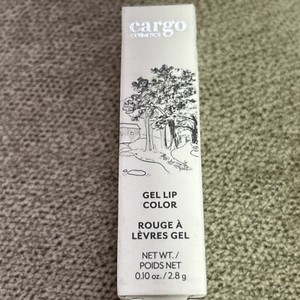 cargo
COSMETICS
GEL LIP
COLOR
ROUGE À
LÈVRES GEL
NET WT. /
POIDS NET
0.10 oz. / 2.8 g